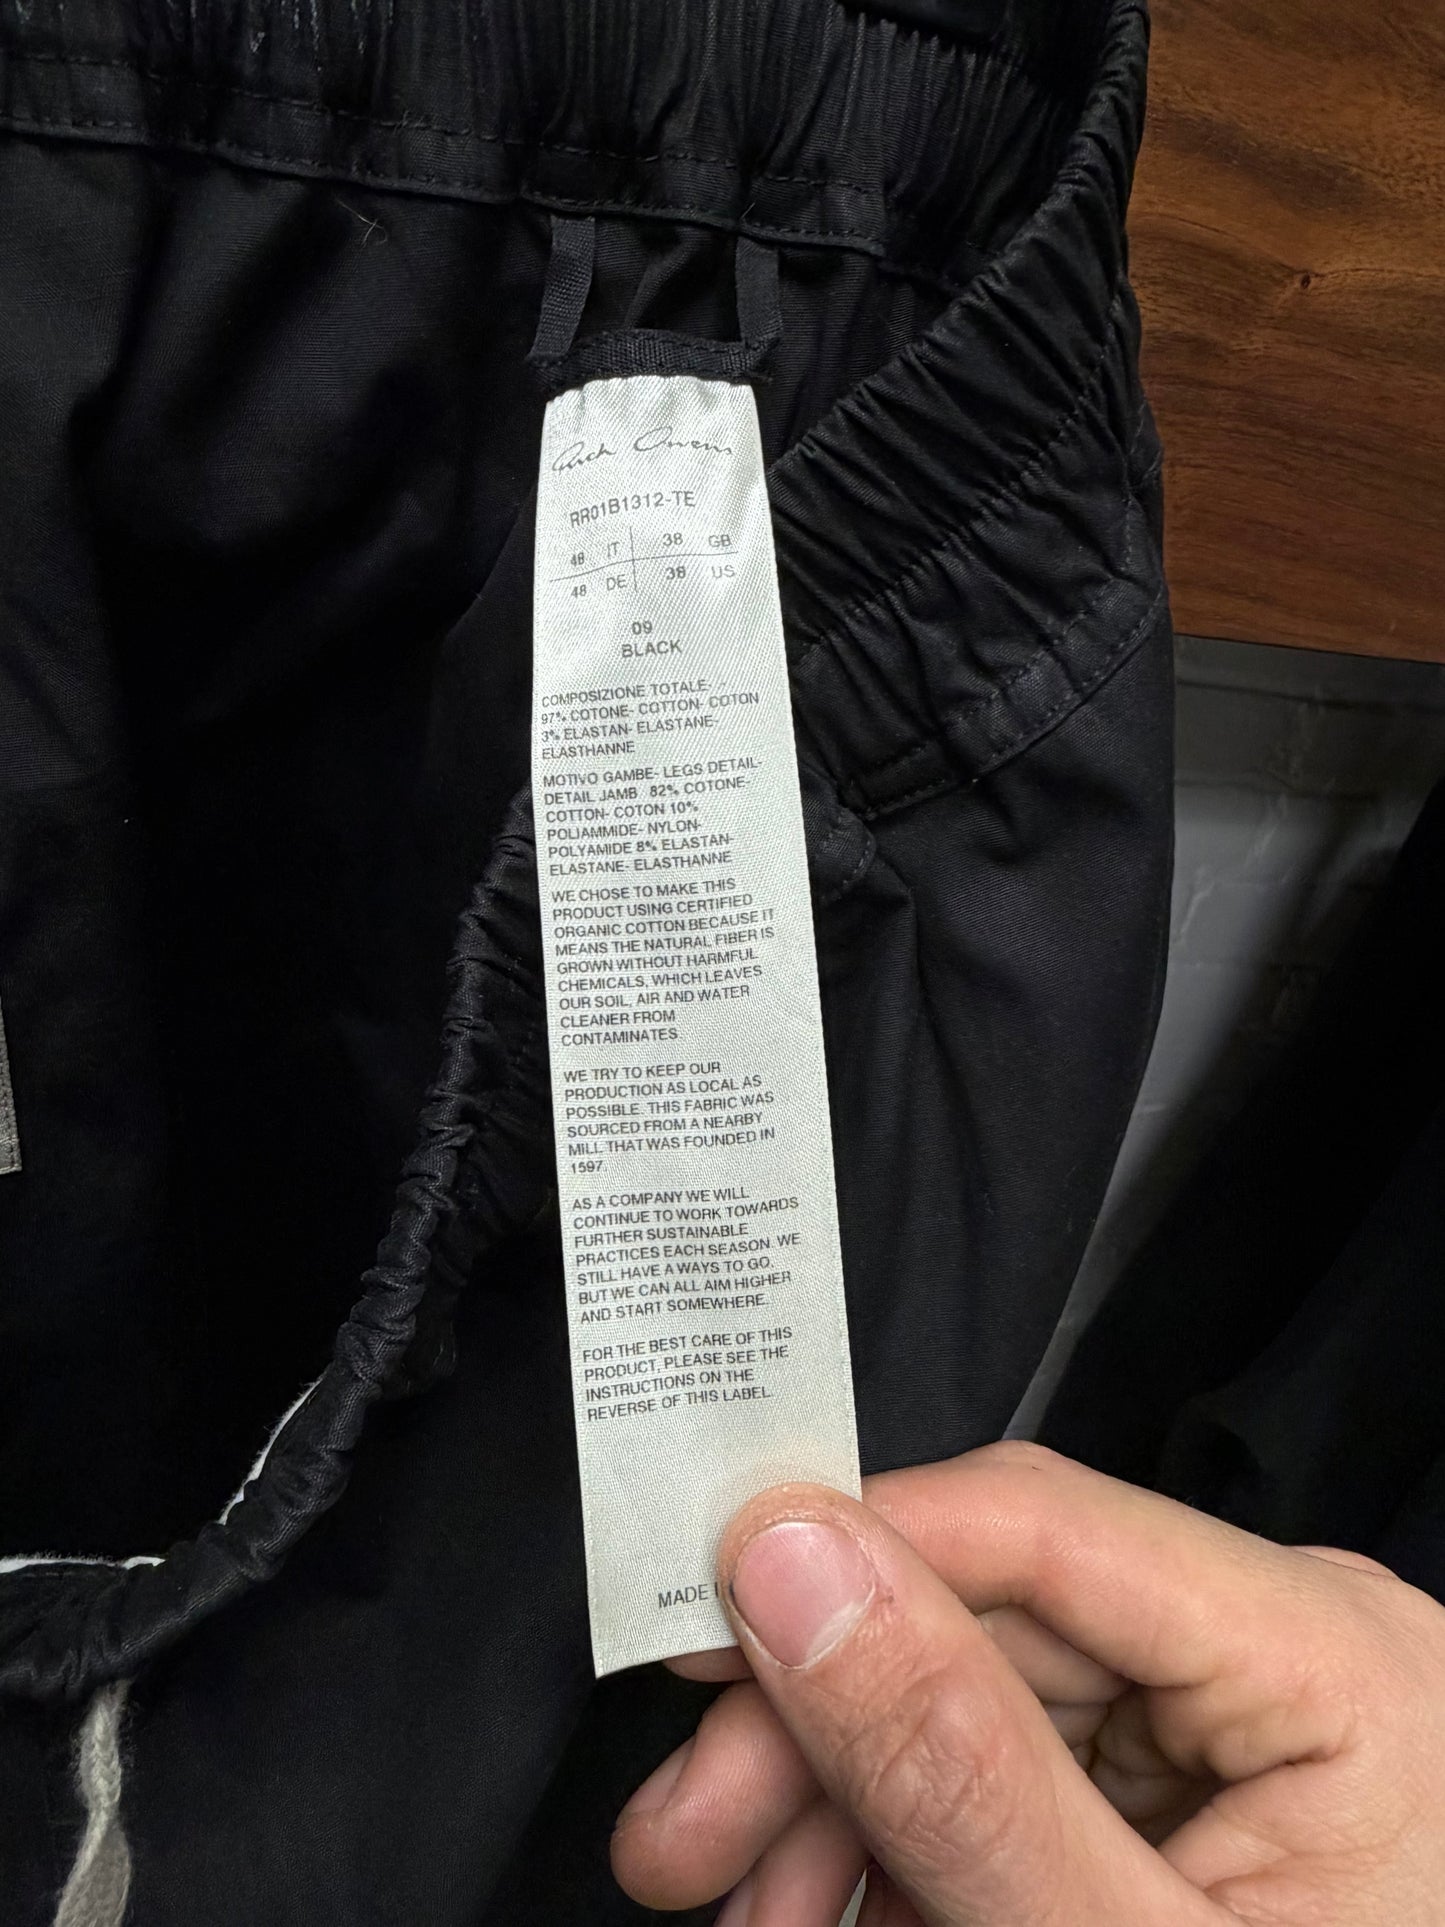 Rick Owens
RR01B1312-TE
48 IT 38 GB
48 DE 38 US
09
BLACK
COMPOSIZIONE TOTALE- -
97% COTONE- COTTON- COTON
3% ELASTAN- ELASTANE-
ELASTHANNE
MOTIVO GAMBE- LEGS DETAIL-
DETAIL JAMB 82% COTONE-
COTTON- COTON 10%
POLIAMMIDE- NYLON-
POLYAMIDE 8% ELASTAN-
ELASTANE- ELASTHANNE
WE CHOSE TO MAKE THIS
PRODUCT USING CERTIFIED
ORGANIC COTTON BECAUSE IT
MEANS THE NATURAL FIBER IS
GROWN WITHOUT HARMFUL
CHEMICALS, WHICH LEAVES
OUR SOIL, AIR AND WATER
CLEANER FROM
CONTAMINATES.
WE TRY TO KEEP OUR
PRODUCTION AS LOCAL AS
POSSIBLE. THIS FABRIC WAS
SOURCED FROM A NEARBY
MILL THAT WAS FOUNDED IN
1597.
AS A COMPANY WE WILL
CONTINUE TO WORK TOWARDS
FURTHER SUSTAINABLE
PRACTICES EACH SEASON. WE
STILL HAVE A WAYS TO GO.
BUT WE CAN ALL AIM HIGHER
AND START SOMEWHERE.
FOR THE BEST CARE OF THIS
PRODUCT, PLEASE SEE THE
INSTRUCTIONS ON THE
REVERSE OF THIS LABEL.
MADE I